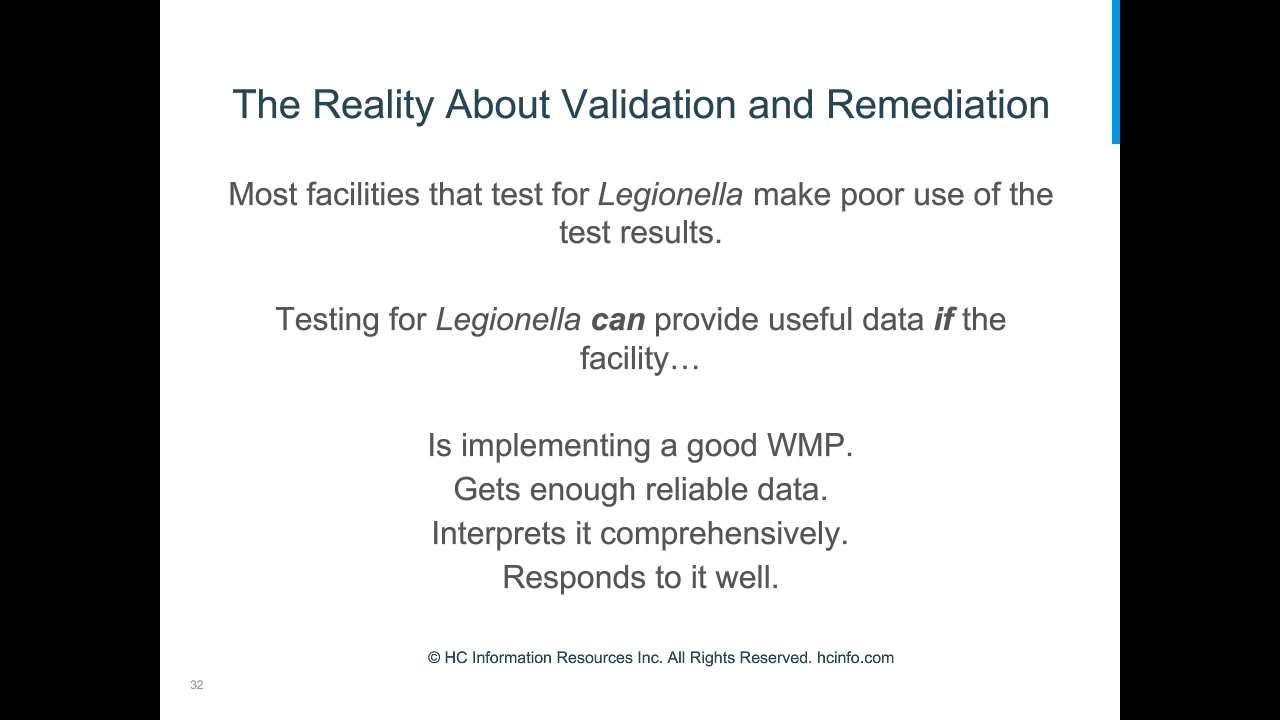 The Reality About Validation and Remediation
Most facilities that test for Legionella make poor use of the
test results.
Testing for Legionella can provide useful data if the
facility…
Is implementing a good WMP.
Gets enough reliable data.
Interprets it comprehensively.
Responds to it well.
© HC Information Resources Inc. All Rights Reserved. hcinfo.com
32